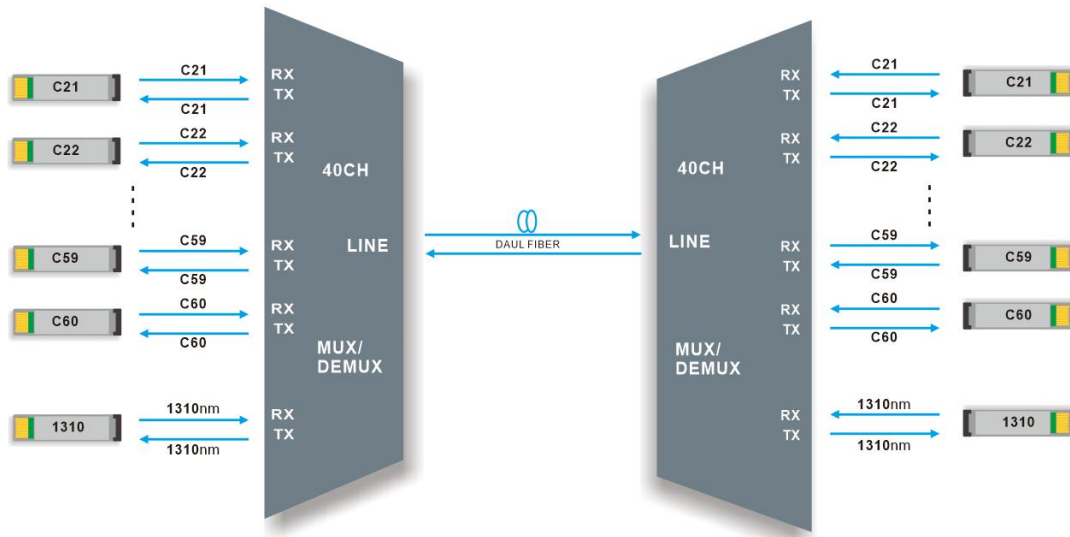 C21
C21
C21
RX
TX
C22
C22
C22
RX
TX
40CH
LINE
C59
C59
C59
RX
TX
C60
C60
C60
RX
TX
MUX/
DEMUX
1310
1310nm
1310nm
RX
TX
DAUL FIBER
RX
TX
C21
C21
C21
RX
TX
C22
C22
C22
40CH
LINE
RX
TX
C59
C59
C59
RX
TX
C60
C60
C60
MUX/
DEMUX
RX
TX
1310nm
1310nm
1310